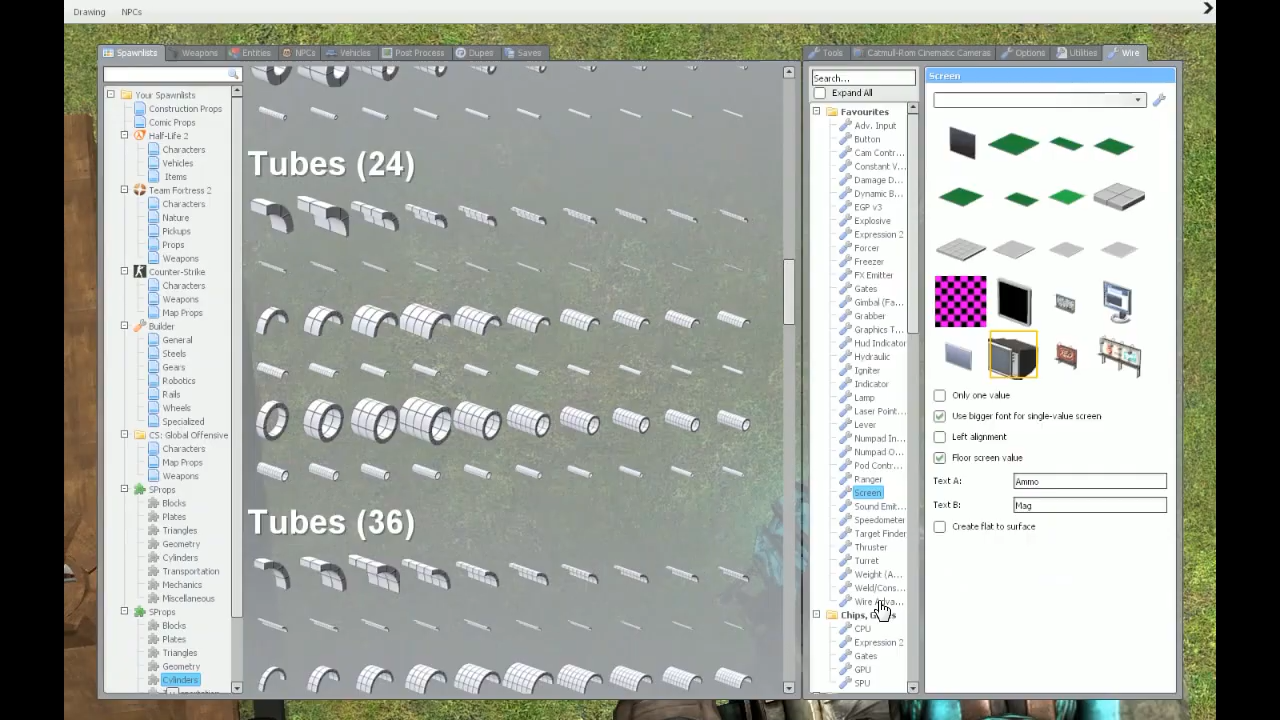 Drawing NPCs
Spawnlists Weapons Entities NPCs Vehicles Post Process Dupes Saves
Your Spawnlists
Construction Props
Comic Props
Half-Life 2
Characters
Vehicles
Items
Team Fortress 2
Characters
Nature
Pickups
Props
Weapons
Counter-Strike
Characters
Weapons
Map Props
Builder
General
Steels
Gears
Robotics
Rails
Wheels
Specialized
CS: Global Offensive
Characters
Map Props
Weapons
SProps
Blocks
Plates
Triangles
Geometry
Cylinders
Transportation
Mechanics
Miscellaneous
SProps
Blocks
Plates
Triangles
Geometry
Cylinders
Tubes (24)
Tubes (36)
Tools Catmull-Rom Cinematic Cameras Options Utilities Wire
Search...
Expand All
Favourites
Adv. Input
Button
Cam Contr...
Constant V...
Damage D...
Dynamic B...
EGP v3
Explosive
Expression 2
Forcer
Freezer
FX Emitter
Gates
Gimbal (Fa...
Grabber
Graphics T...
Hud Indicator
Hydraulic
Igniter
Indicator
Lamp
Laser Point...
Lever
Numpad In...
Numpad O...
Pod Contr...
Ranger
Screen
Sound Emit...
Speedometer
Target Finder
Thruster
Turret
Weight (A...
Weld/Cons...
Wire Adva...
Chips, G
CPU
Expression 2
Gates
GPU
SPU
Screen
Only one value
Use bigger font for single-value screen
Left alignment
Floor screen value
Text A: Ammo
Text B: Mag
Create flat to surface